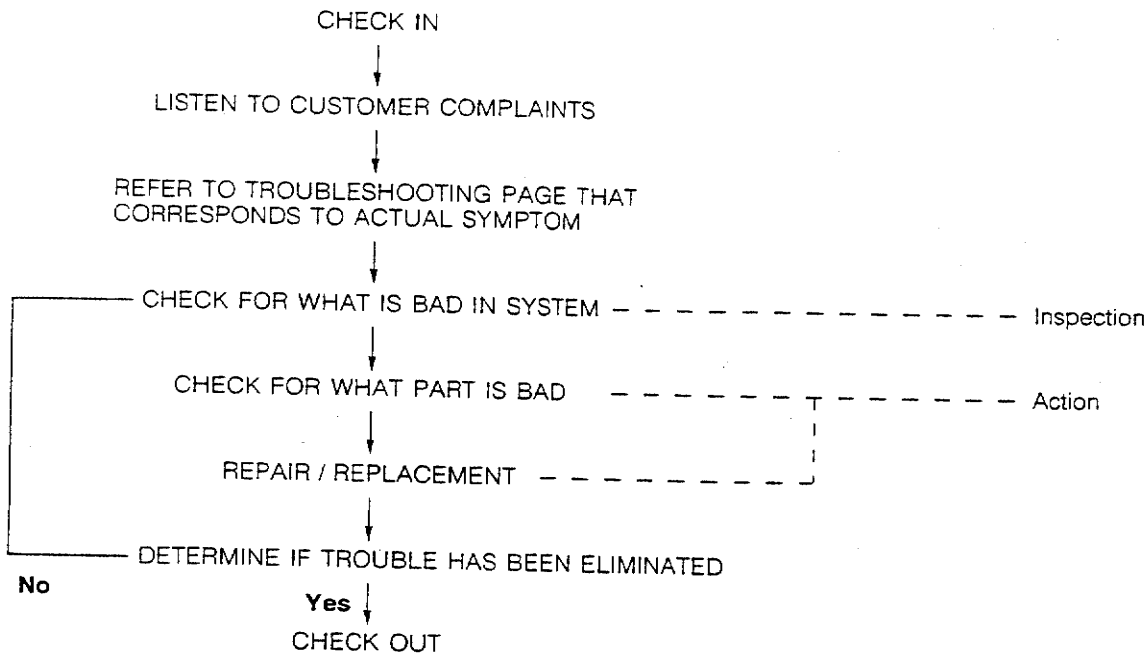 CHECK IN
LISTEN TO CUSTOMER COMPLAINTS
REFER TO TROUBLESHOOTING PAGE THAT
CORRESPONDS TO ACTUAL SYMPTOM
CHECK FOR WHAT IS BAD IN SYSTEM
Inspection
CHECK FOR WHAT PART IS BAD
Action
REPAIR / REPLACEMENT
DETERMINE IF TROUBLE HAS BEEN ELIMINATED
No
Yes
CHECK OUT